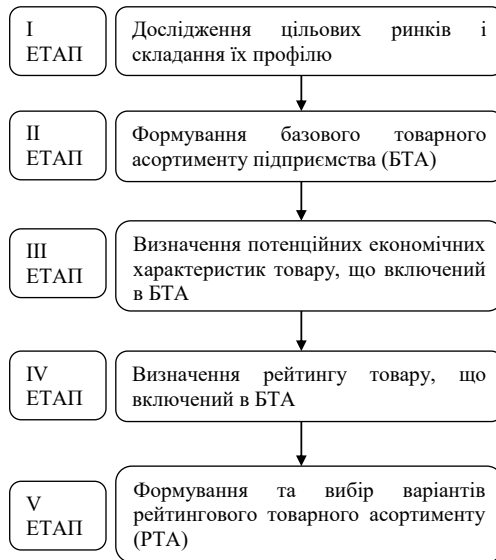 І
ЕТАП
Дослідження цільових ринків і
складання їх профілю
ІІ
ЕТАП
Формування базового товарного
асортименту підприємства (БТА)
ІІІ
ЕТАП
Визначення потенційних економічних
характеристик товару, що включений
в БТА
IV
ЕТАП
Визначення рейтингу товару, що
включений в БТА
V
ЕТАП
Формування та вибір варіантів
рейтингового товарного асортименту
(РТА)